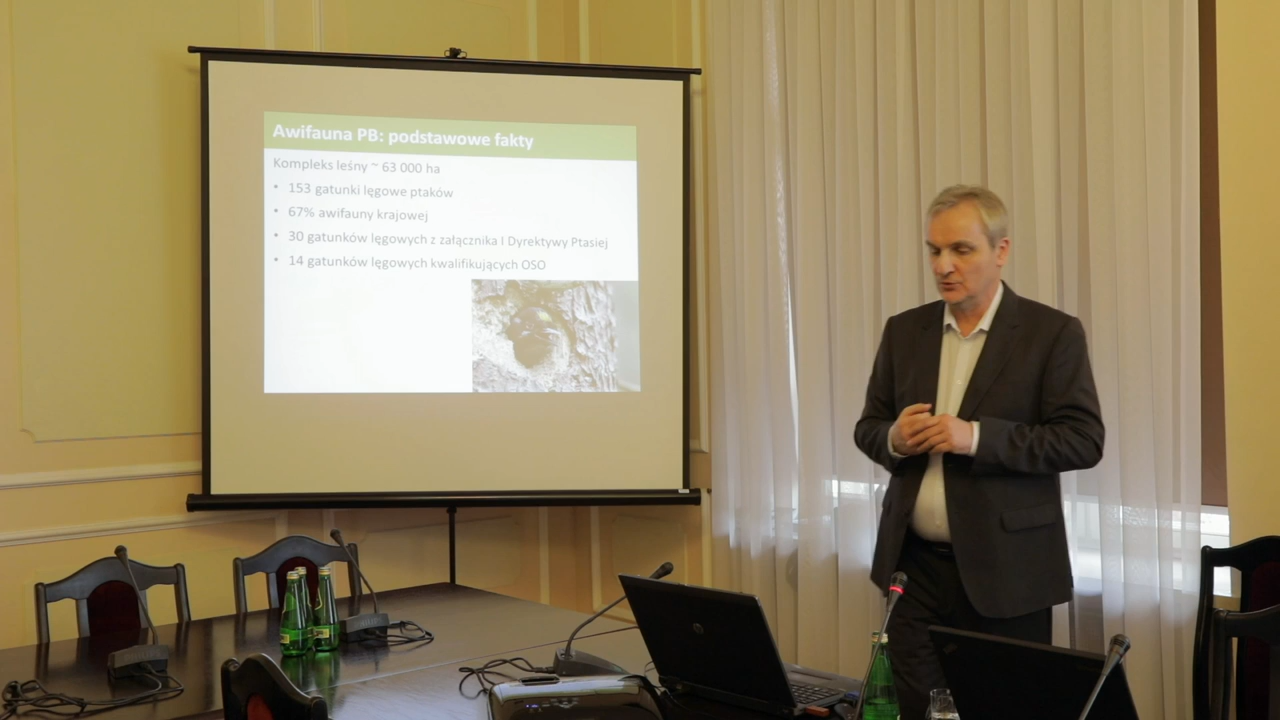 Awifauna PB: podstawowe fakty
Kompleks leśny ~ 63 000 ha
• 153 gatunki lęgowe ptaków
• 67% awifauny krajowej
• 30 gatunków lęgowych z załącznika I Dyrektywy Ptasiej
• 14 gatunków lęgowych kwalifikujących OSO